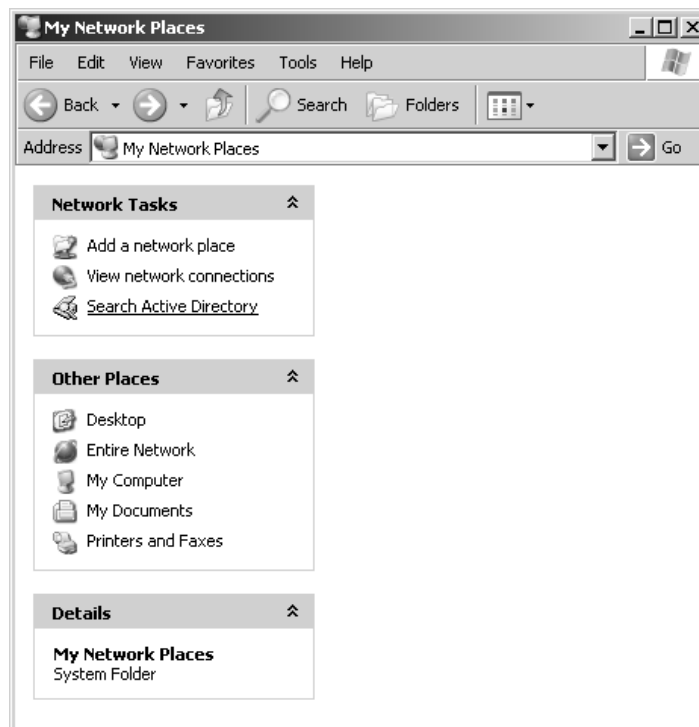 My Network Places
File Edit View Favorites Tools Help
Back Search Folders
Address My Network Places Go
Network Tasks
Add a network place
View network connections
Search Active Directory
Other Places
Desktop
Entire Network
My Computer
My Documents
Printers and Faxes
Details
My Network Places
System Folder